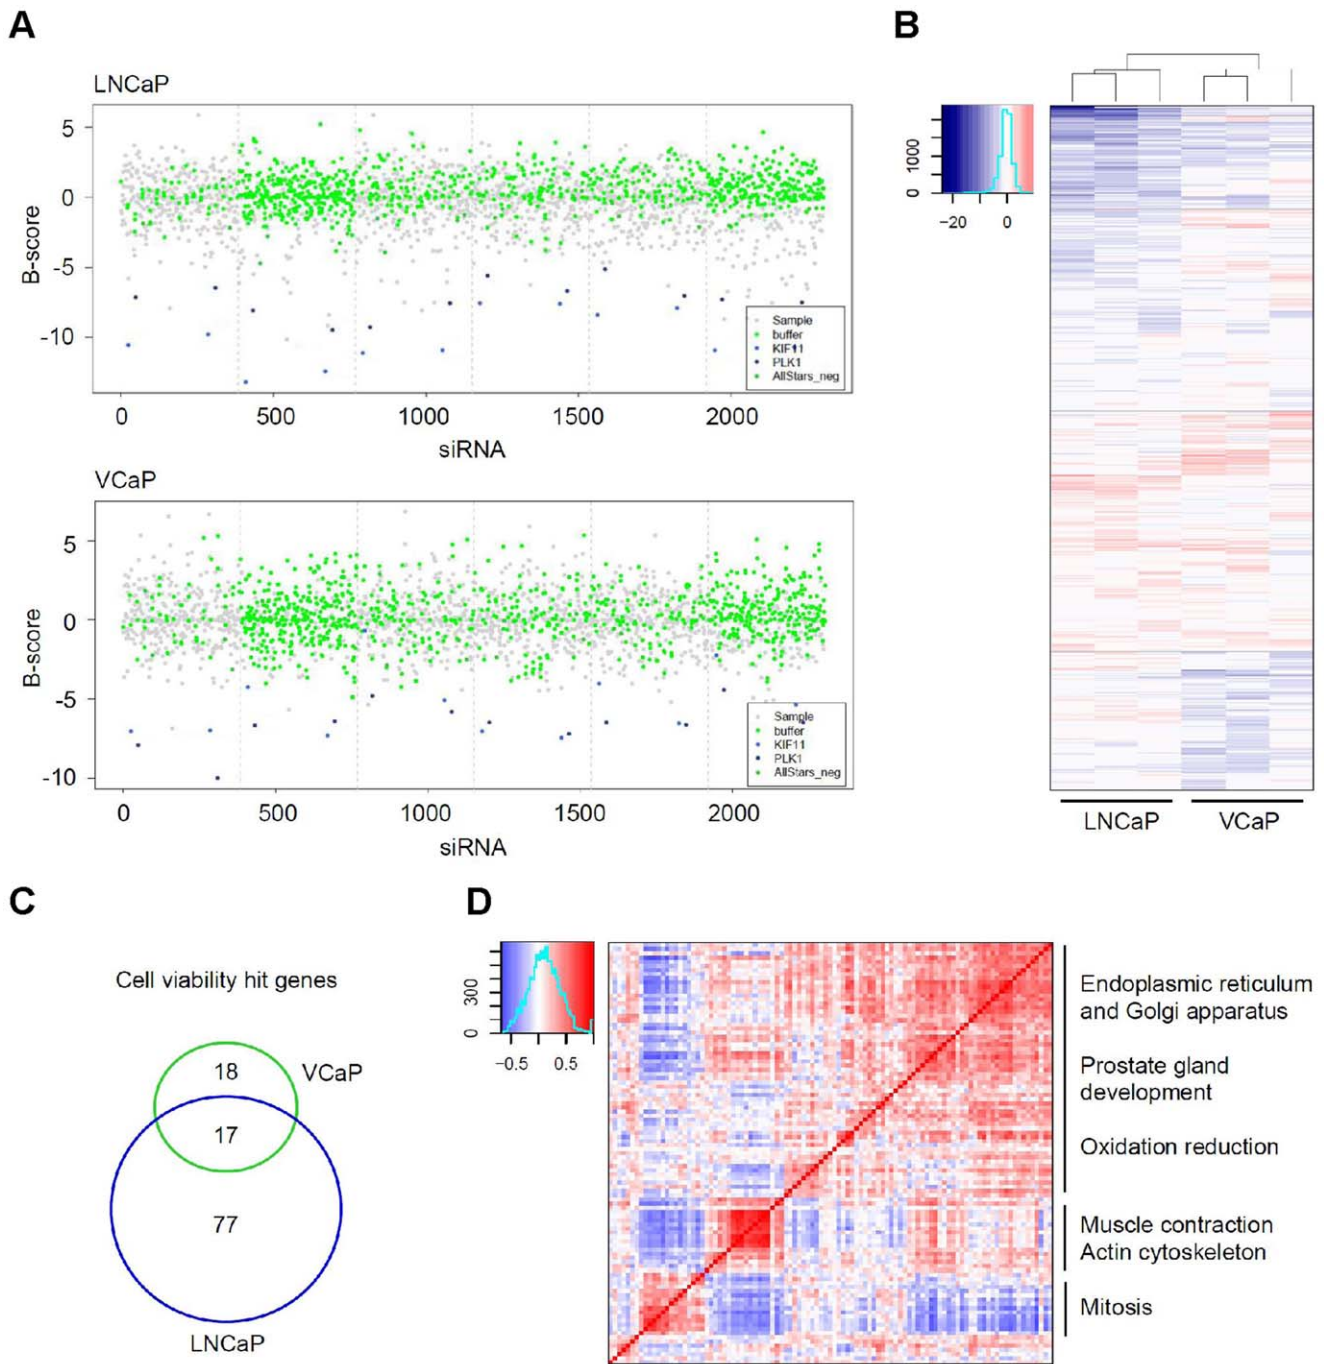 A
LNCaP
5
0
-5
-10
B-score
Sample
buffer
KIF11
PLK1
AllStars_neg
0 500 1000 1500 2000
siRNA
VCaP
5
0
-5
-10
B-score
Sample
buffer
KIF11
PLK1
AllStars_neg
0 500 1000 1500 2000
siRNA
B
0 1000
−20 0
LNCaP VCaP
C
Cell viability hit genes
18
VCaP
17
77
LNCaP
D
0 300
−0.5 0.5
Endoplasmic reticulum
and Golgi apparatus
Prostate gland
development
Oxidation reduction
Muscle contraction
Actin cytoskeleton
Mitosis